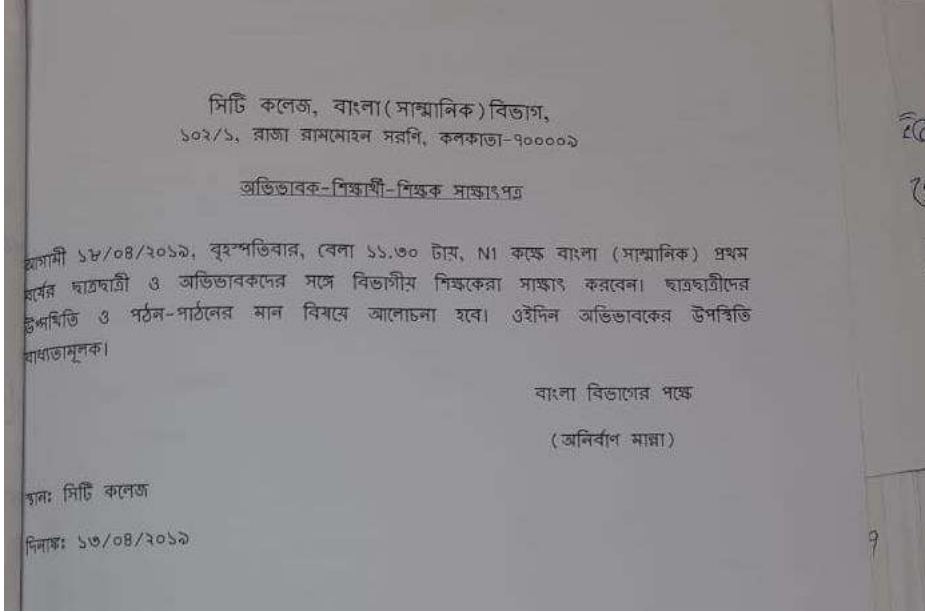 সিটি কলেজ, বাংলা(সাম্মানিক)বিভাগ,
১০২/১, রাজা রামমোহন সরণি, কলকাতা-৭০০০০৯
অভিভাবক-শিক্ষার্থী-শিক্ষক সাক্ষাৎপত্র
আগামী ১৮/০৪/২০১৯, বৃহস্পতিবার, বেলা ১১.৩০ টায়, N1 কক্ষে বাংলা (সাম্মানিক) প্রথম
বর্ষের ছাত্রছাত্রী ও অভিভাবকদের সঙ্গে বিভাগীয় শিক্ষকেরা সাক্ষাৎ করবেন। ছাত্রছাত্রীদের
উপস্থিতি ও পঠন-পাঠনের মান বিষয়ে আলোচনা হবে। ওইদিন অভিভাবকের উপস্থিতি
বাধ্যতামূলক।
বাংলা বিভাগের পক্ষে
(অনির্বাণ মান্না)
স্থান: সিটি কলেজ
দিনাঙ্ক: ১৩/০৪/২০১৯